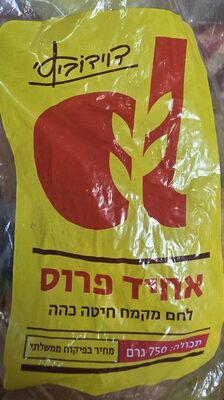 דוידוביץ'
אחיד פרוס
לחם מקמח חיטה כהה
תכולה: 750 גרם
מחיר בפיקוח ממשלתי